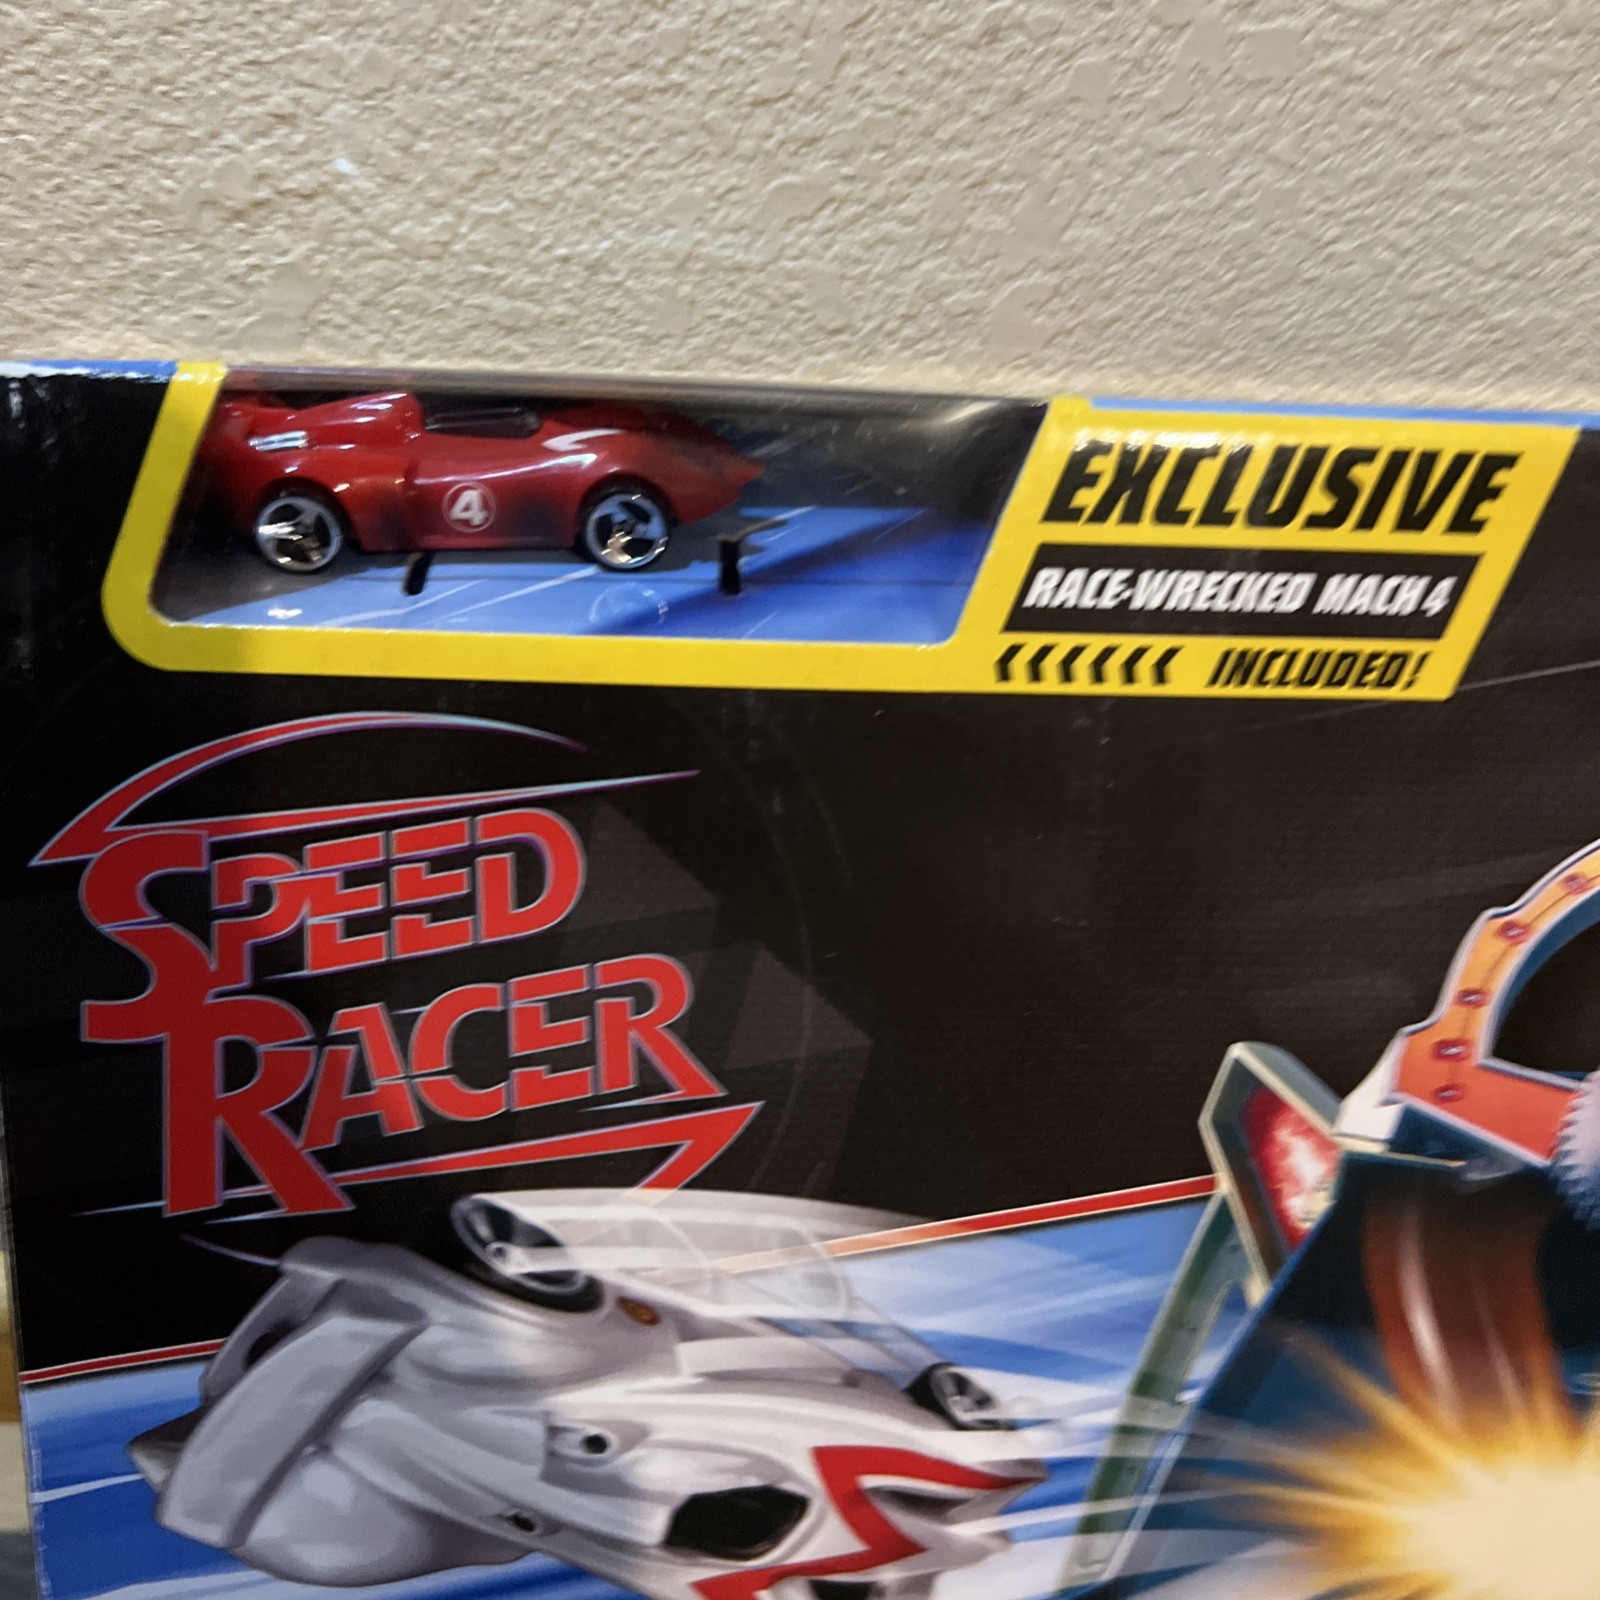 4
EXCLUSIVE
RACE-WRECKED MACH 4
INCLUDED!
SPEED
RACER